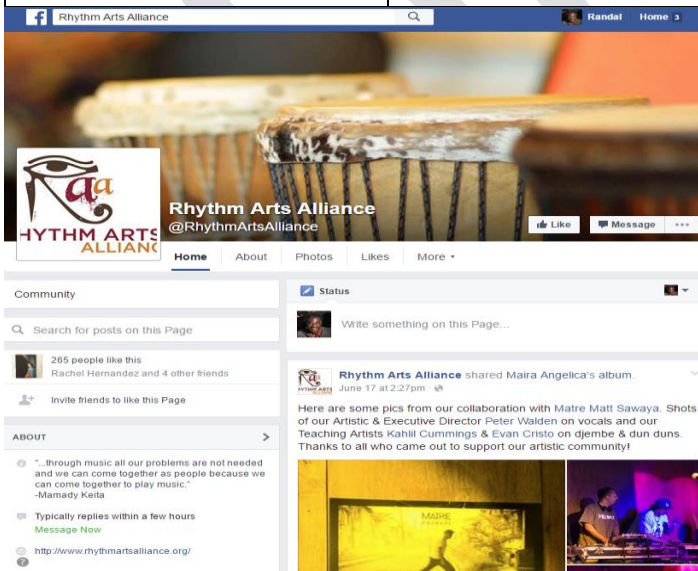 Rhythm Arts Alliance
Randal Home 3
Raa
HYTHM ARTS
ALLIANC
Rhythm Arts Alliance
@RhythmArtsAlliance
Like Message ...
Home About Photos Likes More
Community
Search for posts on this Page
265 people like this
Rachel Hernandez and 4 other friends
Invite friends to like this Page
ABOUT >
"...through music all our problems are not needed
and we can come together as people because we
can come together to play music."
-Mamady Keita
Typically replies within a few hours
Message Now
http://www.rhythmartsalliance.org/
?
Status
Write something on this Page...
Rhythm Arts Alliance shared Maira Angelica's album.
June 17 at 2:27pm ·
Here are some pics from our collaboration with Matre Matt Sawaya. Shots
of our Artistic & Executive Director Peter Walden on vocals and our
Teaching Artists Kahlil Cummings & Evan Cristo on djembe & dun duns.
Thanks to all who came out to support our artistic community!
MATRE